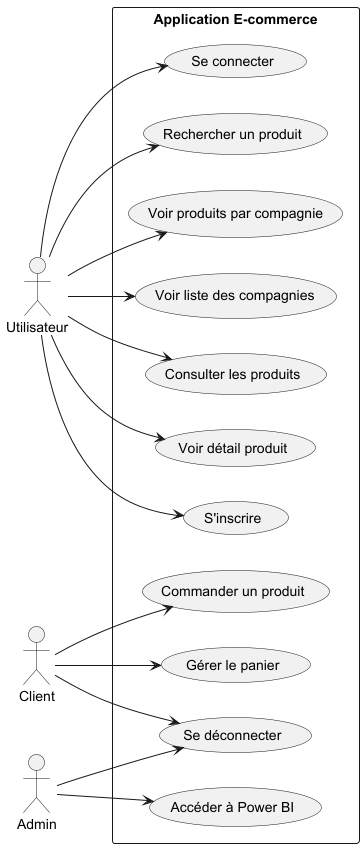 Application E-commerce
Se connecter
Rechercher un produit
Voir produits par compagnie
Voir liste des compagnies
Utilisateur
Consulter les produits
Voir détail produit
S'inscrire
Commander un produit
Gérer le panier
Client
Se déconnecter
Accéder à Power BI
Admin